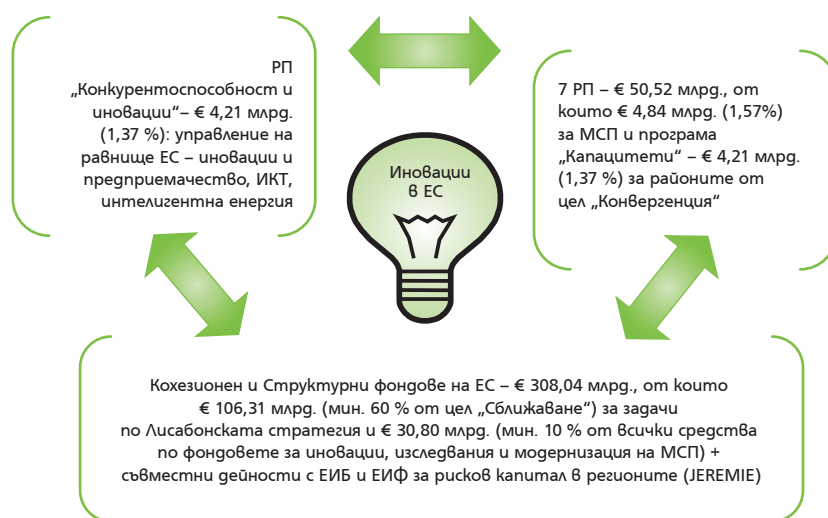 РП
„Конкурентоспособност и
иновации“– € 4,21 млрд.
(1,37 %): управление на
равнище ЕС – иновации и
предприемачество, ИКТ,
интелигентна енергия
Иновации
в ЕС
7 РП – € 50,52 млрд., от
които € 4,84 млрд. (1,57%)
за МСП и програма
„Капацитети“ – € 4,21 млрд.
(1,37 %) за районите от
цел „Конвергенция“
Кохезионен и Структурни фондове на ЕС – € 308,04 млрд., от които
€ 106,31 млрд. (мин. 60 % от цел „Сближаване“) за задачи
по Лисабонската стратегия и € 30,80 млрд. (мин. 10 % от всички средства
по фондовете за иновации, изследвания и модернизация на МСП) +
съвместни дейности с ЕИБ и ЕИФ за рисков капитал в регионите (JEREMIE)